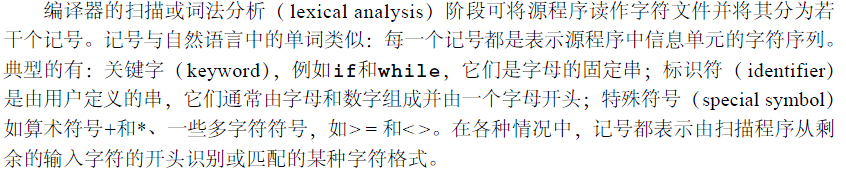 编译器的扫描或词法分析（lexical analysis）阶段可将源程序读作字符文件并将其分为若
干个记号。记号与自然语言中的单词类似：每一个记号都是表示源程序中信息单元的字符序列。
典型的有：关键字（keyword），例如if和while，它们是字母的固定串；标识符（identifier）
是由用户定义的串，它们通常由字母和数字组成并由一个字母开头；特殊符号（special symbol）
如算术符号+和*、一些多字符符号，如>=和<>。在各种情况中，记号都表示由扫描程序从剩
余的输入字符的开头识别或匹配的某种字符格式。